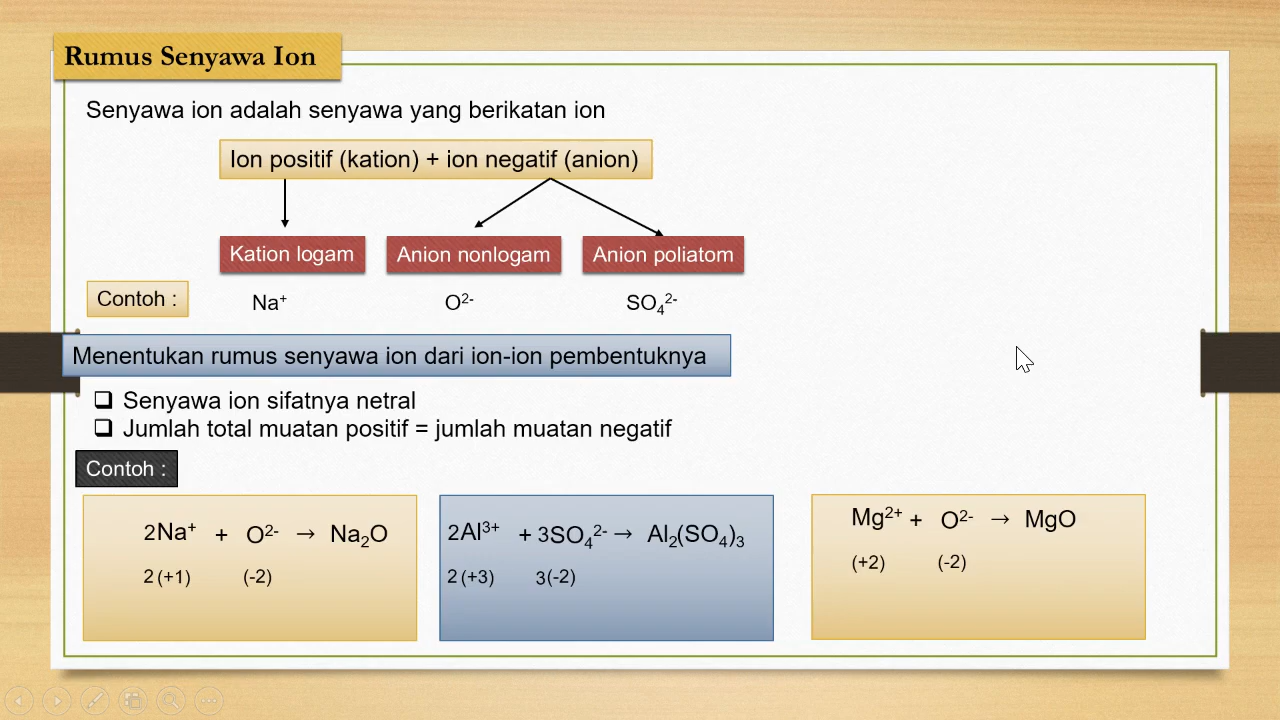 Rumus Senyawa Ion
Senyawa ion adalah senyawa yang berikatan ion
Ion positif (kation) + ion negatif (anion)
Kation logam
Anion nonlogam
Anion poliatom
Contoh :
Na⁺
O²⁻
SO₄²⁻
Menentukan rumus senyawa ion dari ion-ion pembentuknya
❑ Senyawa ion sifatnya netral
❑ Jumlah total muatan positif = jumlah muatan negatif
Contoh :
2Na⁺ + O²⁻ → Na₂O
2 (+1) (-2)
2Al³⁺ + 3SO₄²⁻ → Al₂(SO₄)₃
2 (+3) 3(-2)
Mg²⁺ + O²⁻ → MgO
(+2) (-2)